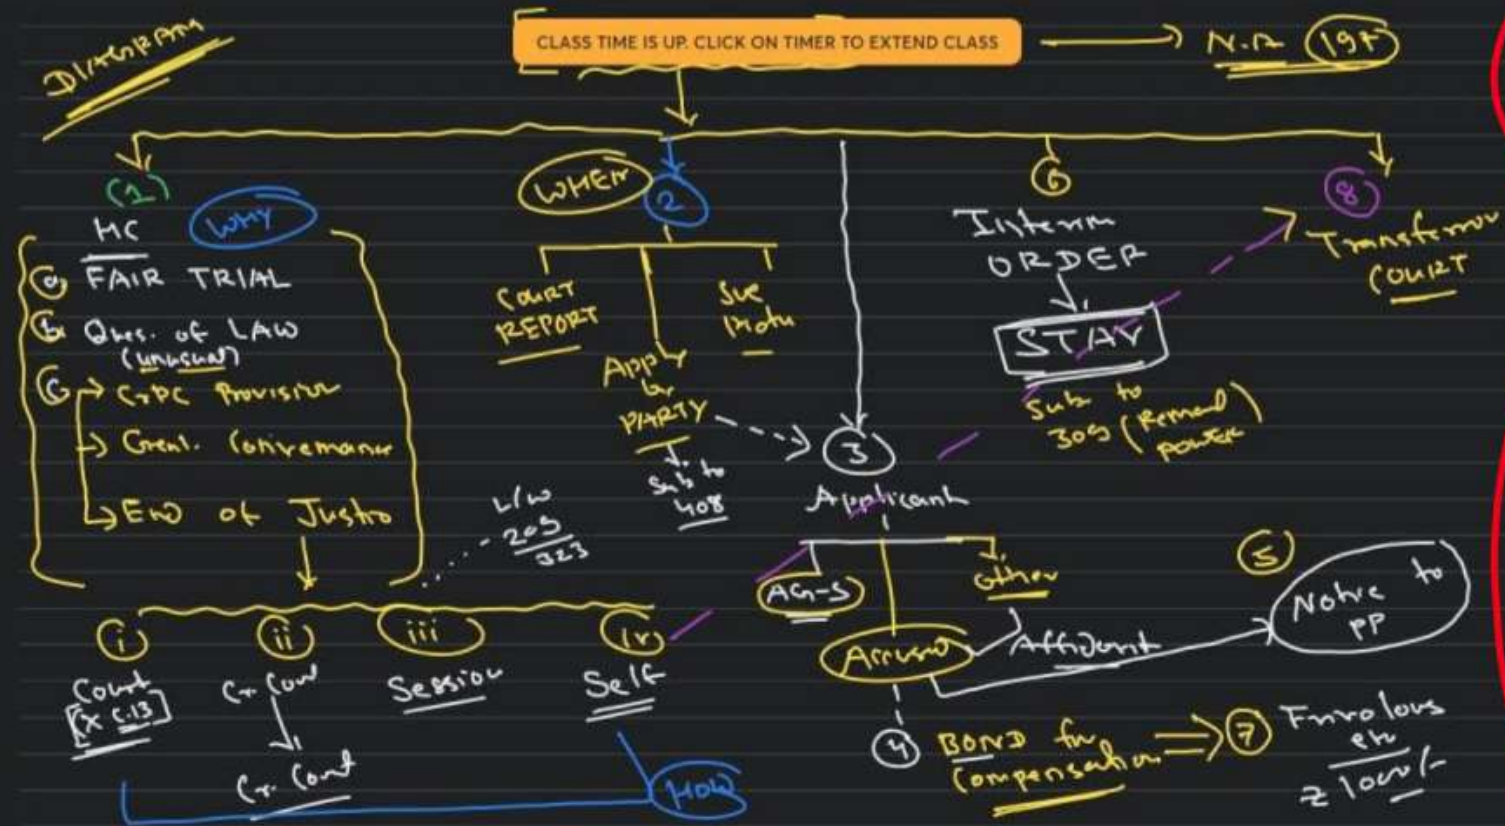 DIAGRAM
CLASS TIME IS UP. CLICK ON TIMER TO EXTEND CLASS
N.A (197)
(1)
HC
WHY
a) FAIR TRIAL
b) Ques. of LAW
(unusual)
c) → CrPC Provision
→ Genl. Convenience
→ End of Justice
L/w
209
323
i
Court
[X C.13]
ii
Cr. Court
Cr. Court
iii
Session
iv
Self
HOW
WHEN
2
COURT
REPORT
Apply
by
PARTY
Sub to
408
Suo
Motu
3
Applicant
AG-S
Accused
other
Affidavit
4
BOND for
Compensation
5
Notice to
PP
6
Interim
ORDER
STAY
Sub to
309 (Remand
POWER)
7
Frivolous
1000/-
8
Transferor
COURT